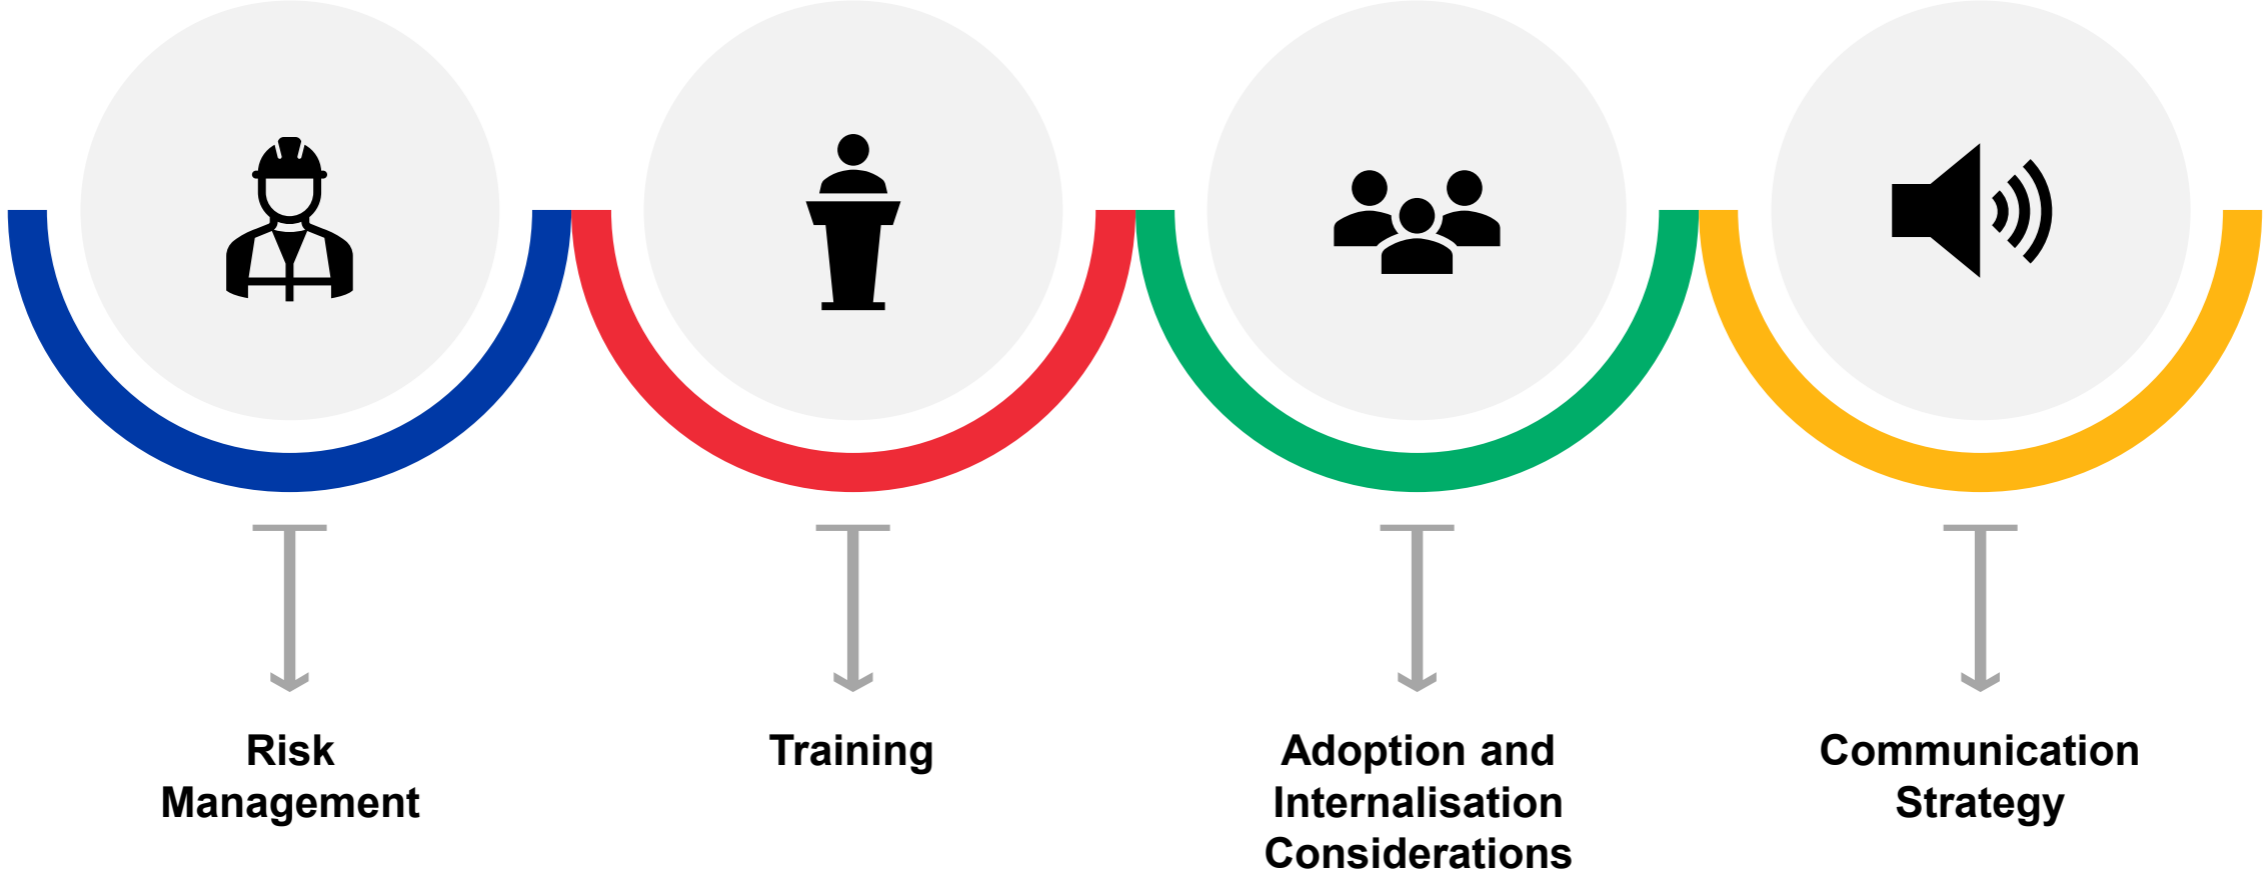 Risk
Management
Training
Adoption and
Internalisation
Considerations
Communication
Strategy